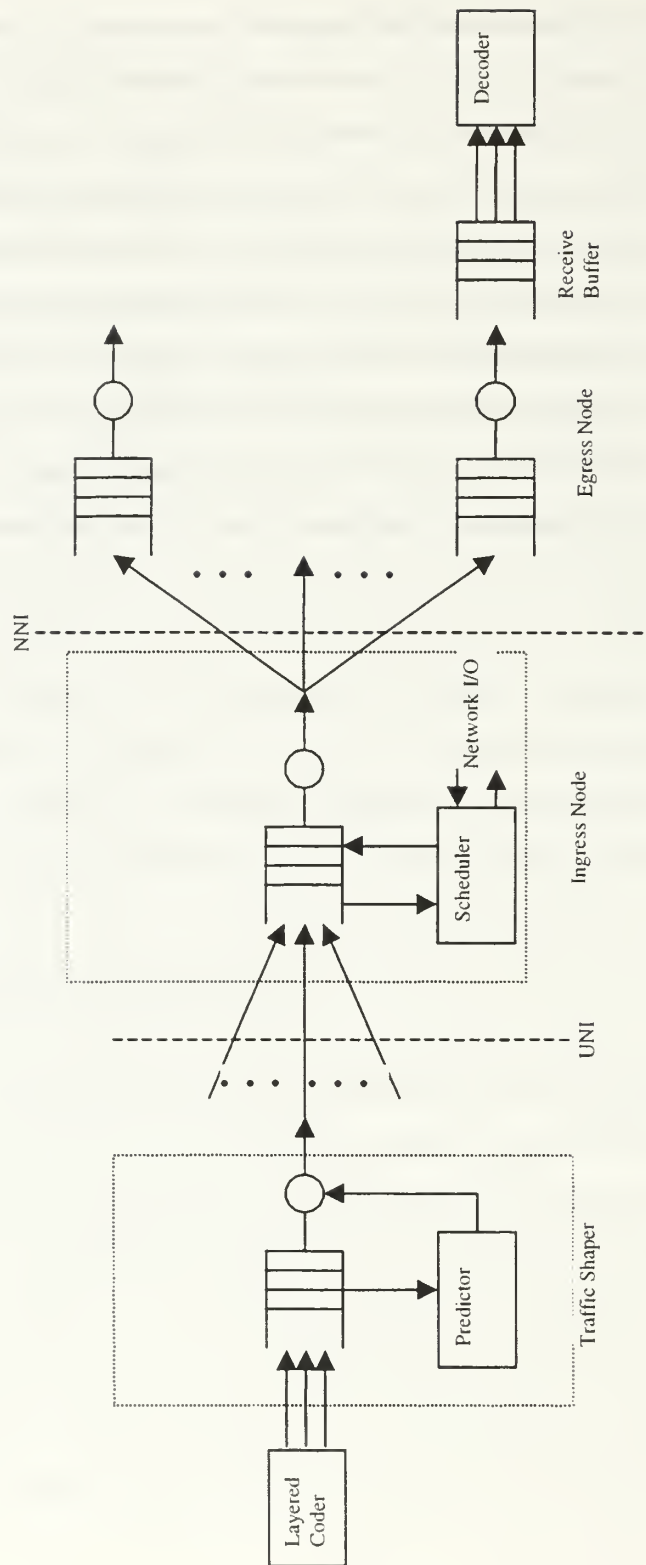 Layered
Coder
Predictor
Traffic Shaper
UNI
Scheduler
Network I/O
Ingress Node
NNI
Egress Node
Receive
Buffer
Decoder